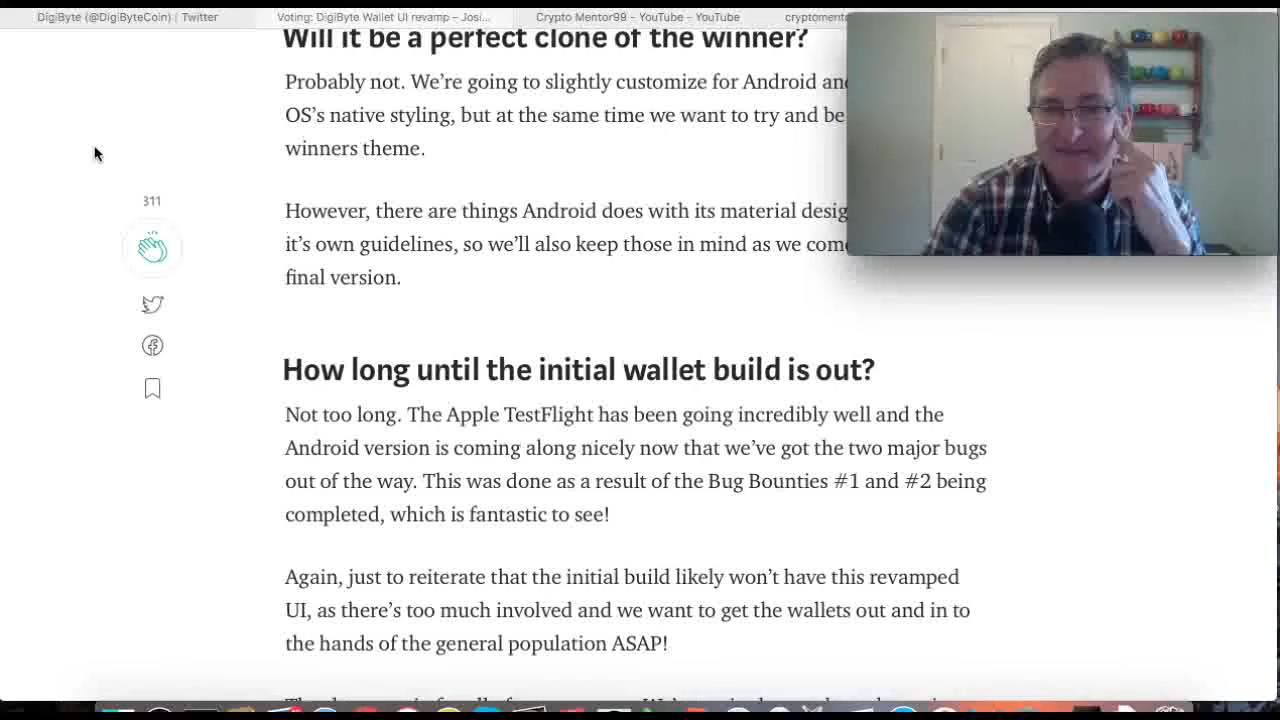 DigiByte (@DigiByteCoin) | Twitter
Voting: DigiByte Wallet UI revamp – Josi...
Crypto Mentor99 - YouTube - YouTube
cryptomento
Will it be a perfect clone of the winner?
Probably not. We’re going to slightly customize for Android and
OS’s native styling, but at the same time we want to try and be
winners theme.
However, there are things Android does with its material desig
it’s own guidelines, so we’ll also keep those in mind as we come
final version.
311
How long until the initial wallet build is out?
Not too long. The Apple TestFlight has been going incredibly well and the
Android version is coming along nicely now that we’ve got the two major bugs
out of the way. This was done as a result of the Bug Bounties #1 and #2 being
completed, which is fantastic to see!
Again, just to reiterate that the initial build likely won’t have this revamped
UI, as there’s too much involved and we want to get the wallets out and in to
the hands of the general population ASAP!